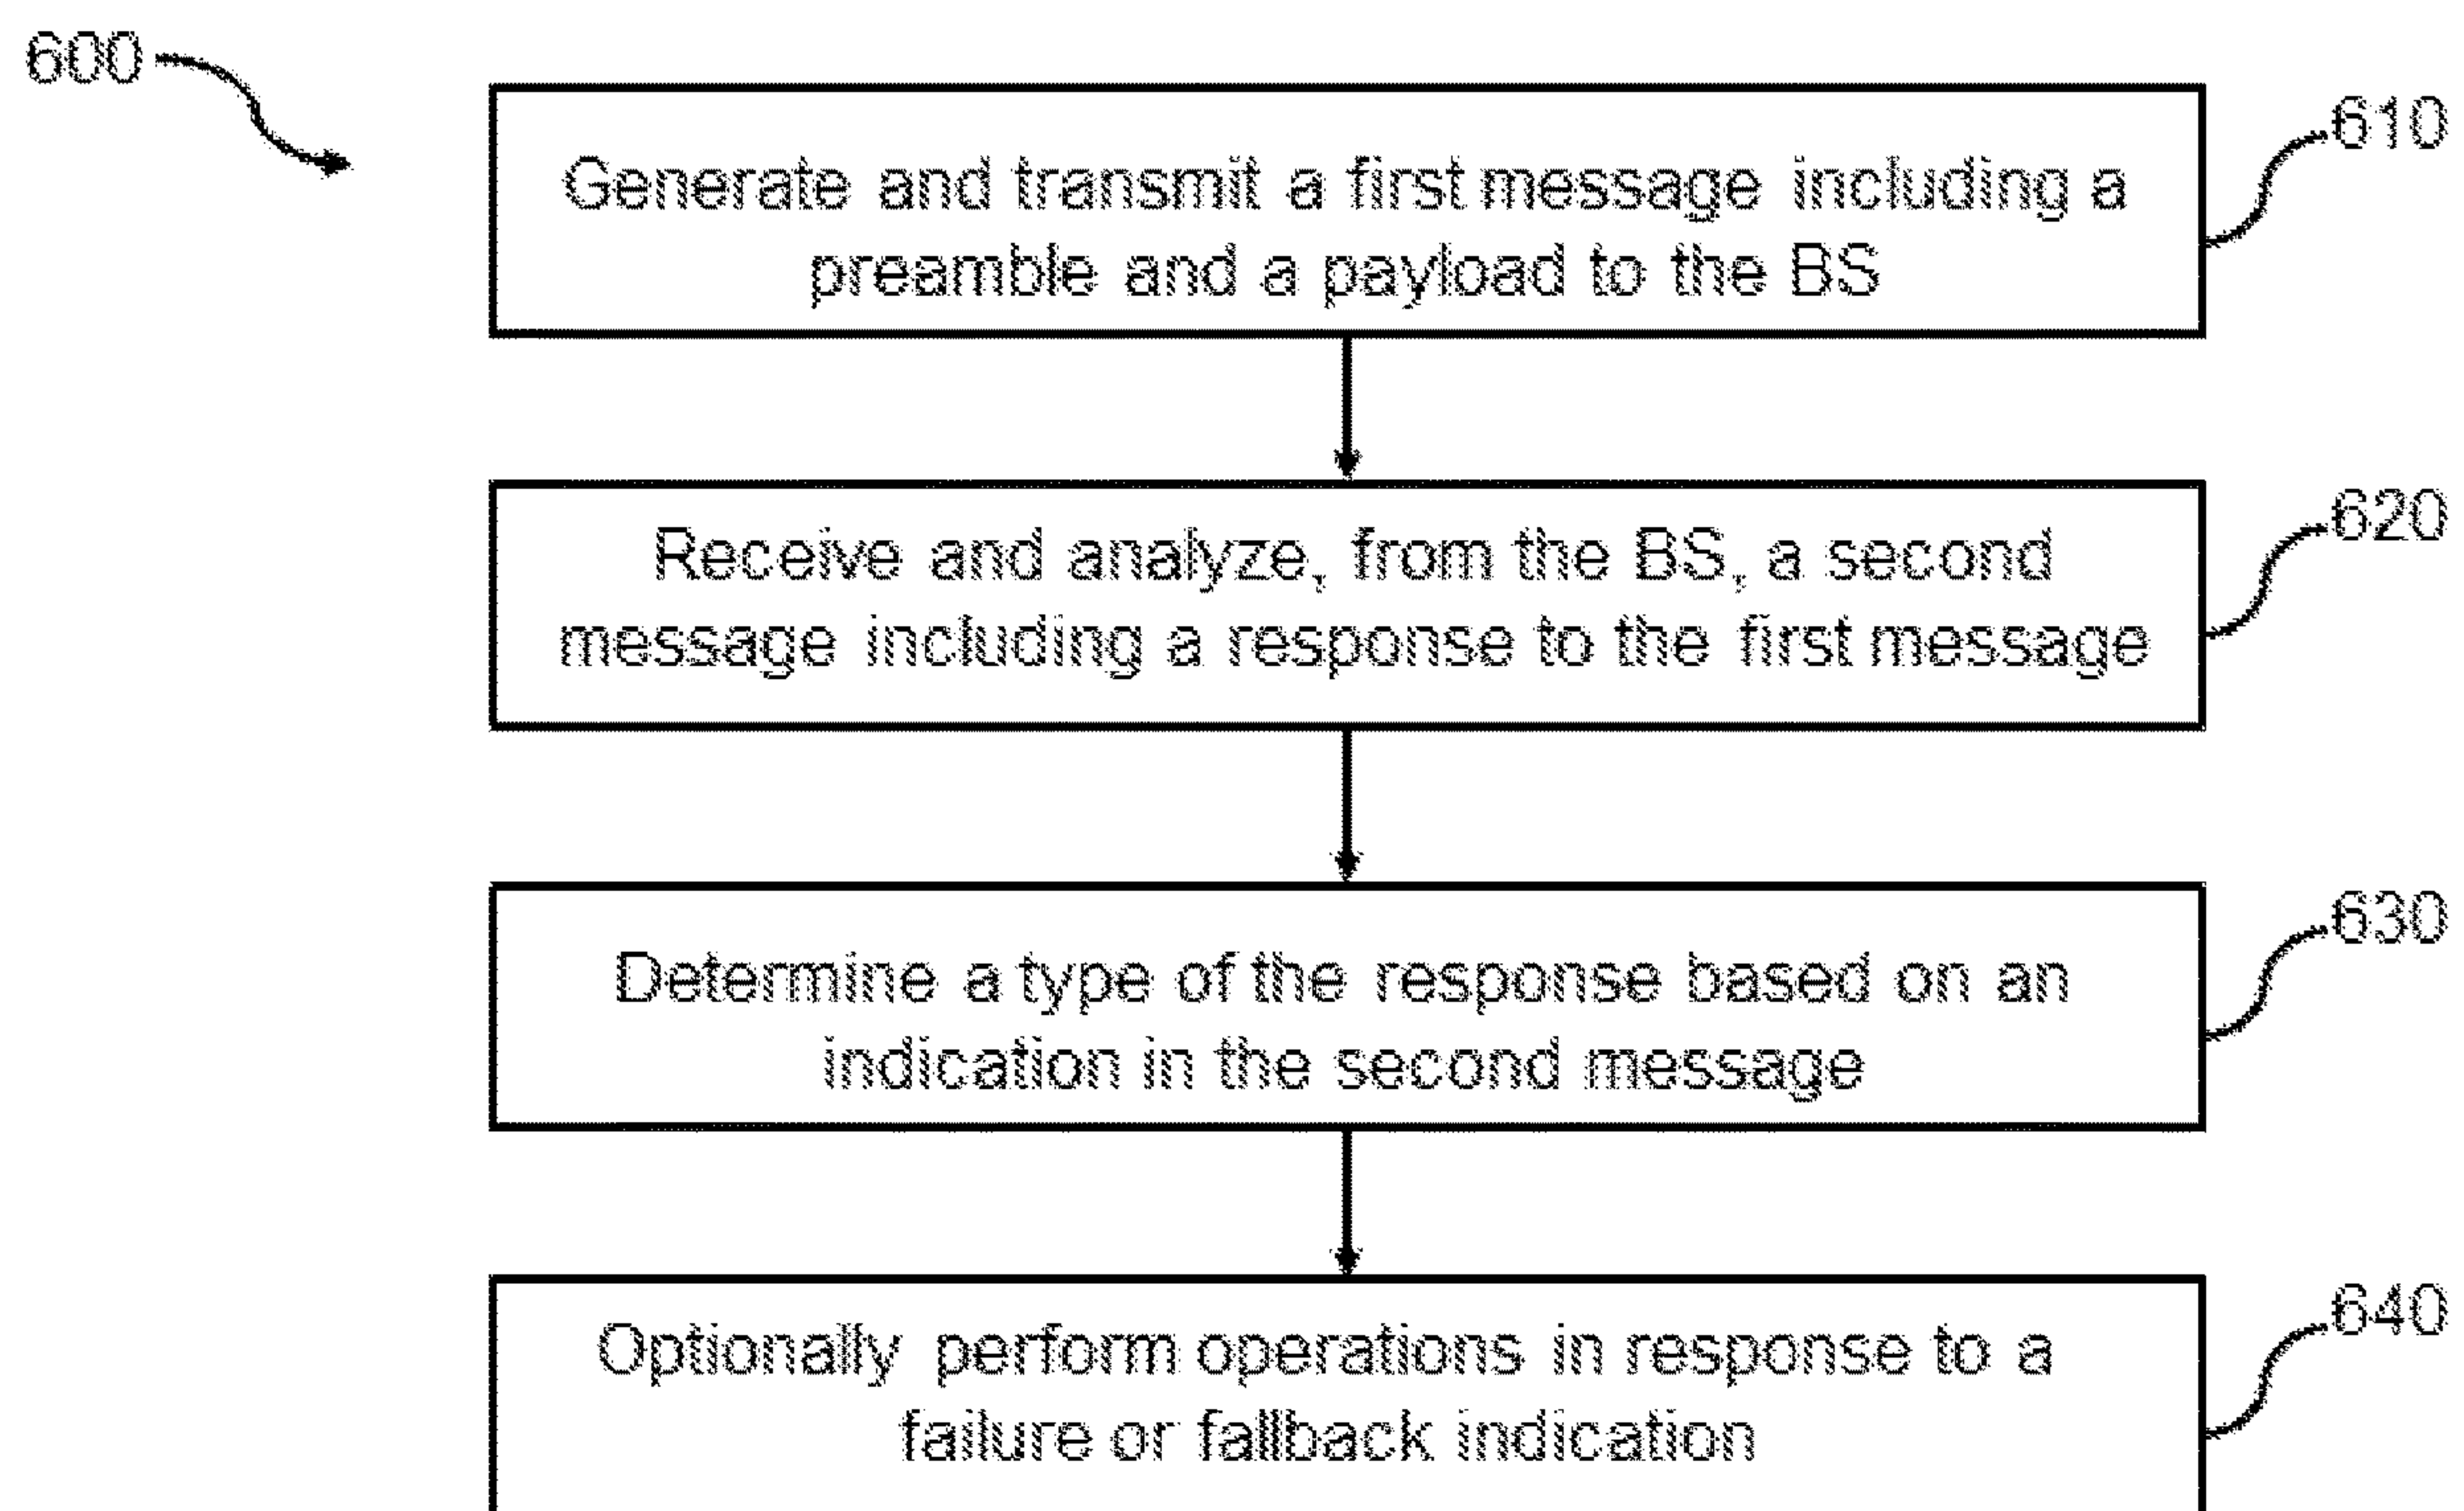 600
Generate and transmit a first message including a
preamble and a payload to the BS
610
Receive and analyze, from the BS, a second
message including a response to the first message
620
Determine a type of the response based on an
indication in the second message
630
Optionally perform operations in response to a
failure or fallback indication
640